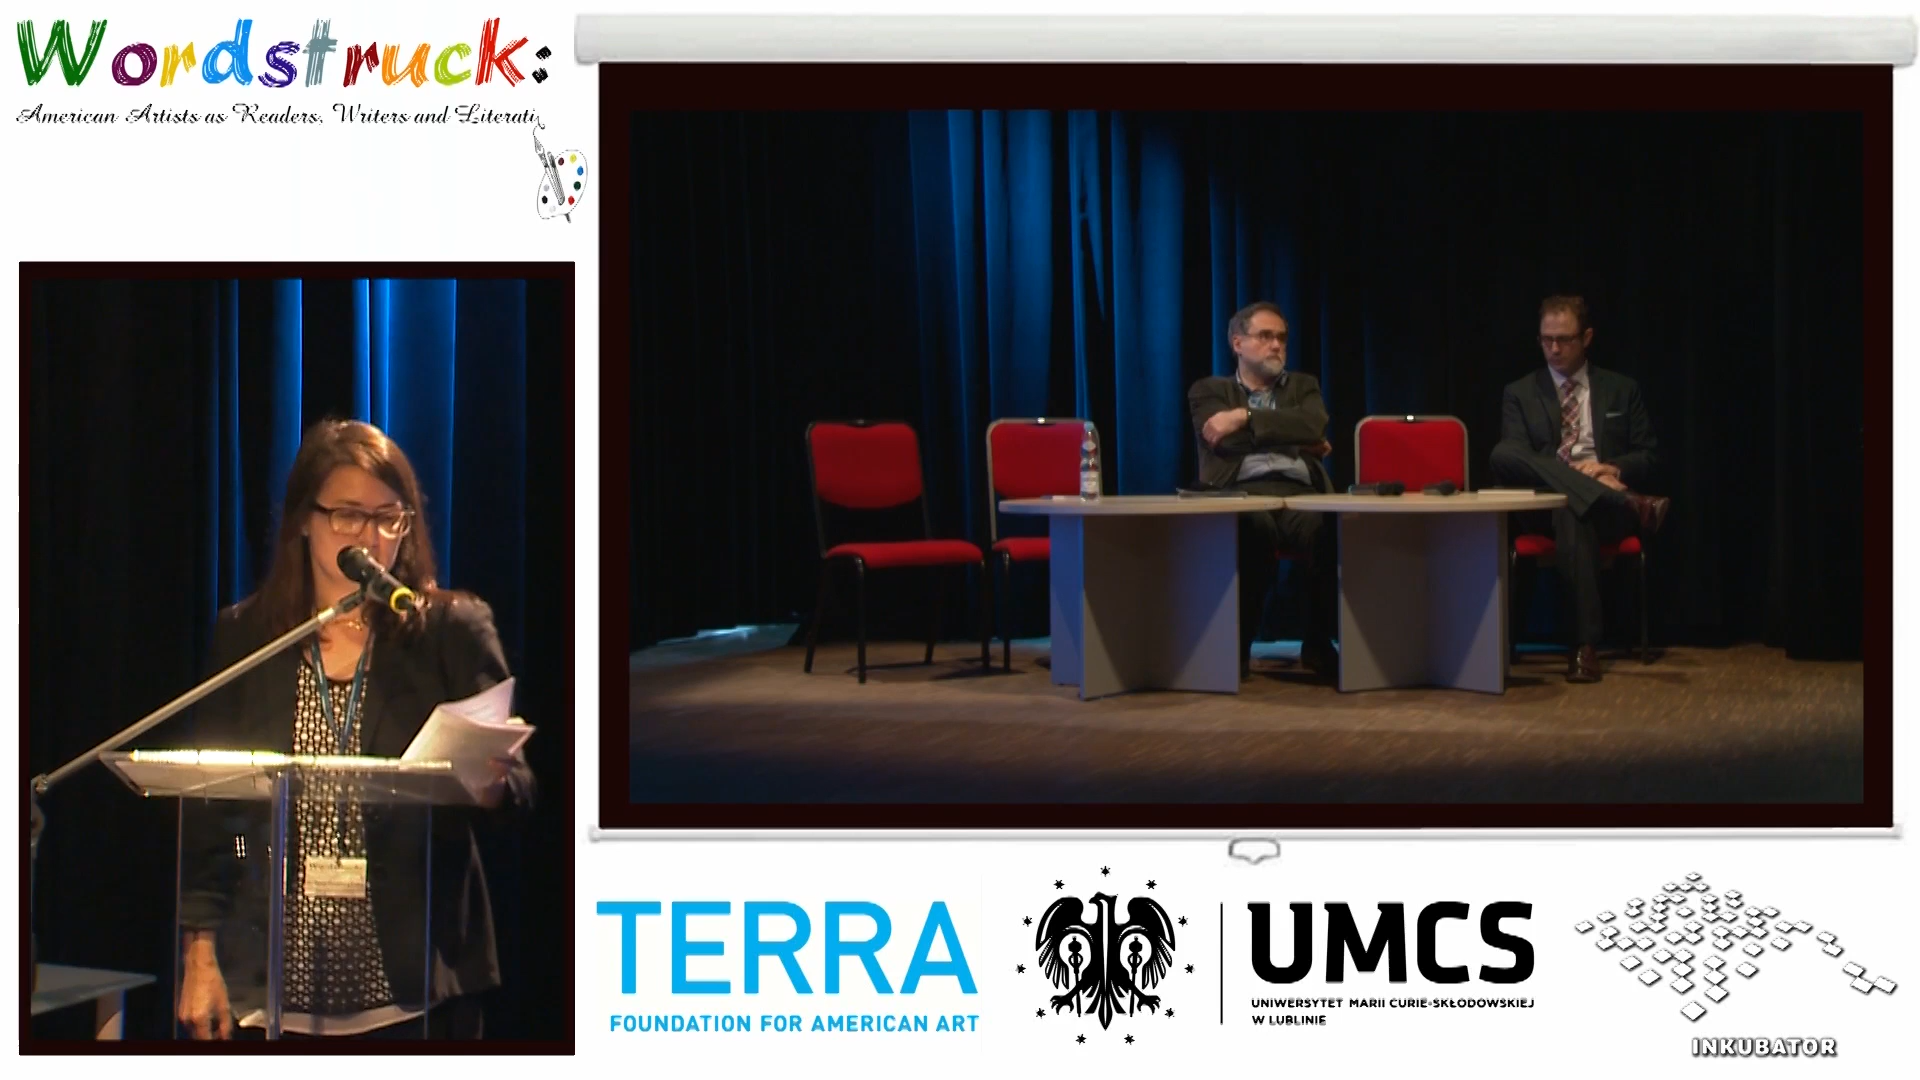 Wordstruck:
American Artists as Readers, Writers and Literati
TERRA
FOUNDATION FOR AMERICAN ART
UMCS
UNIWERSYTET MARII CURIE-SKŁODOWSKIEJ
W LUBLINIE
INKUBATOR